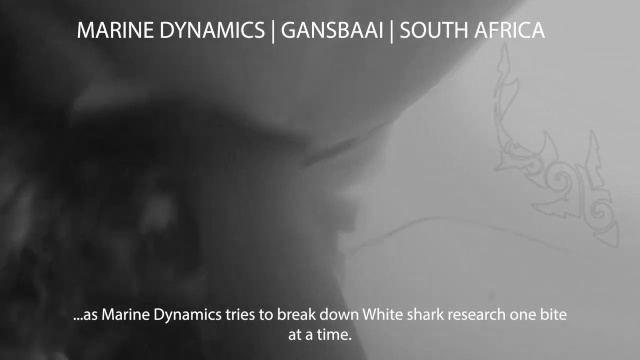 MARINE DYNAMICS | GANSBAAI | SOUTH AFRICA
...as Marine Dynamics tries to break down White shark research one bite
at a time.